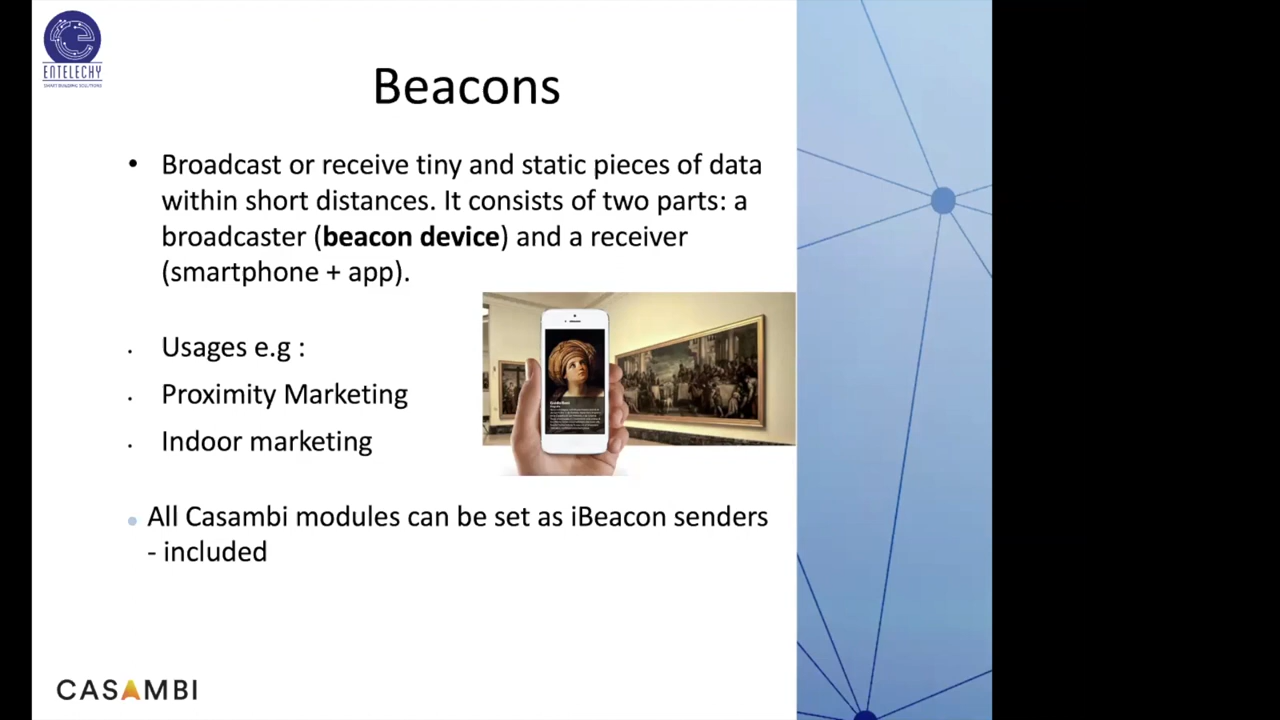 ENTELECHY
SMART BUILDING SOLUTIONS
Beacons
• Broadcast or receive tiny and static pieces of data
within short distances. It consists of two parts: a
broadcaster (beacon device) and a receiver
(smartphone + app).
• Usages e.g :
• Proximity Marketing
• Indoor marketing
• All Casambi modules can be set as iBeacon senders
- included
CASAMBI